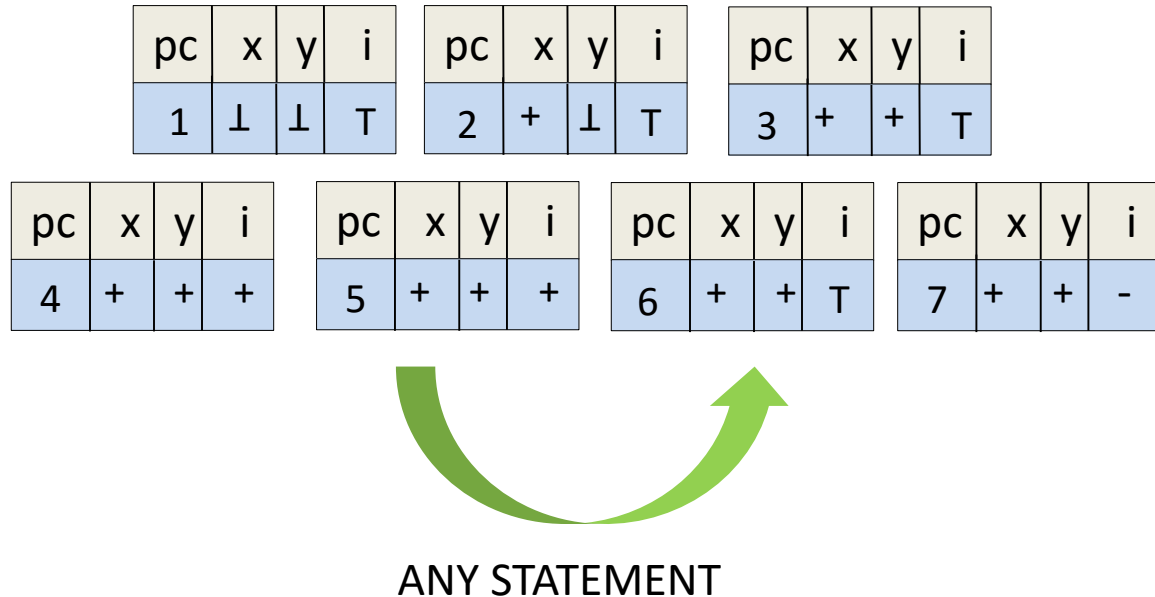 pc x y i pc x y i pc x y i
1 ⊥ ⊥ T 2 + ⊥ T 3 + + T
pc x y i pc x y i pc x y i pc x y i
4 + + + 5 + + + 6 + + T 7 + + -
ANY STATEMENT